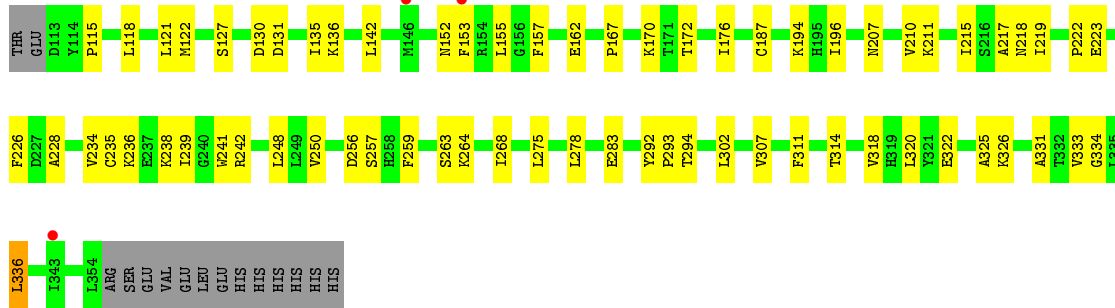 THR GLU D113 Y114 P115 L118 L121 M122 S127 D130 D131 I135 K136 L142 M146 N152 F153 R154 L155 G156 F157 E162 P167 K170 T171 T172 I176 C187 K194 H195 I196 N207 V210 K211 I215 S216 A217 N218 I219 P222 E223
F226 D227 A228 V234 C235 K236 E237 K238 I239 G240 W241 R242 L248 L249 V250 D256 S257 H258 F259 S263 K264 I268 L275 L278 E283 Y292 P293 T294 L302 V307 F311 T314 V318 H319 L320 Y321 E322 A325 K326 A331 T332 V333 G334 L335
L336 I343 L354 ARG SER GLU VAL GLU LEU GLU HIS HIS HIS HIS HIS HIS